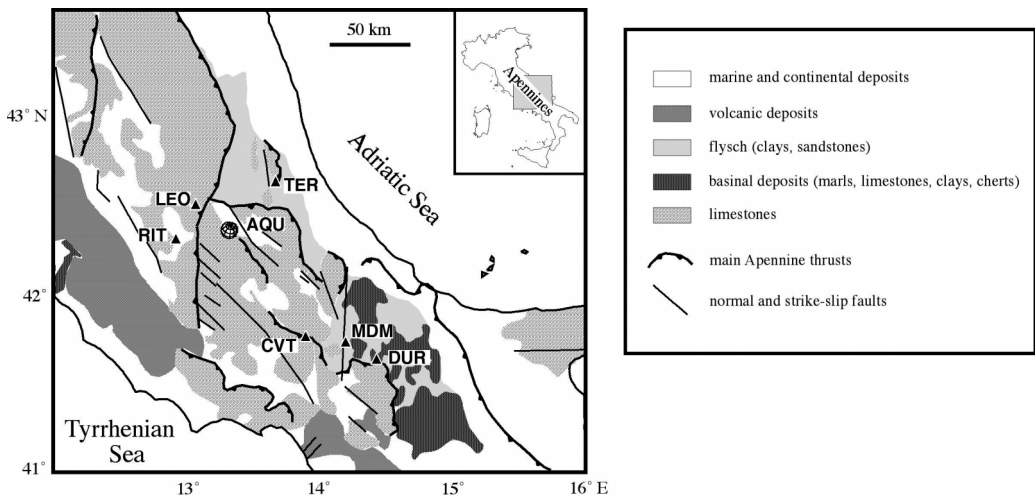 50 km
Apennines
43° N
Adriatic Sea
TER
LEO
AQU
RIT
42°
MDM
CVT
DUR
Tyrrhenian
Sea
41°
13°
14°
15°
16° E
marine and continental deposits
volcanic deposits
flysch (clays, sandstones)
basinal deposits (marls, limestones, clays, cherts)
limestones
main Apennine thrusts
normal and strike-slip faults